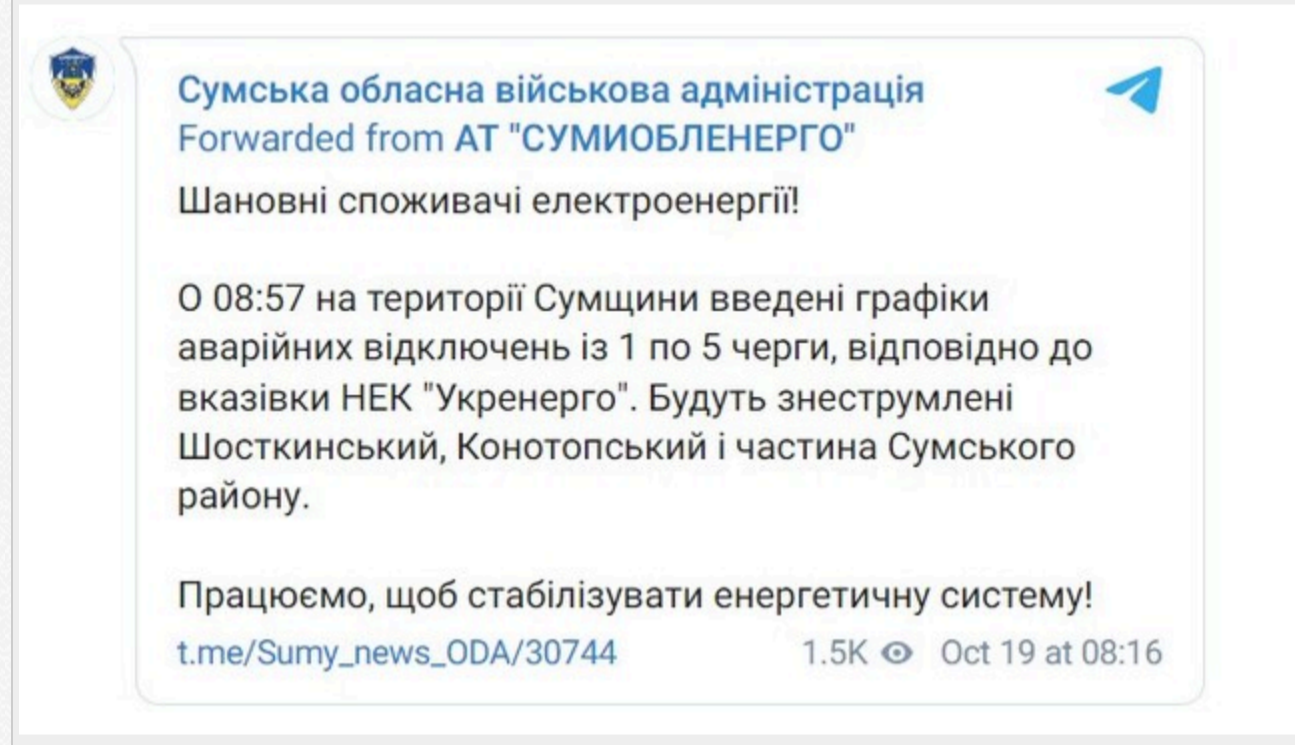 Сумська обласна військова адміністрація
Forwarded from АТ "СУМИОБЛЕНЕРГО"
Шановні споживачі електроенергії!
О 08:57 на території Сумщини введені графіки
аварійних відключень із 1 по 5 черги, відповідно до
вказівки НЕК "Укренерго". Будуть знеструмлені
Шосткинський, Конотопський і частина Сумського
району.
Працюємо, щоб стабілізувати енергетичну систему!
t.me/Sumy_news_ODA/30744 1.5K Oct 19 at 08:16